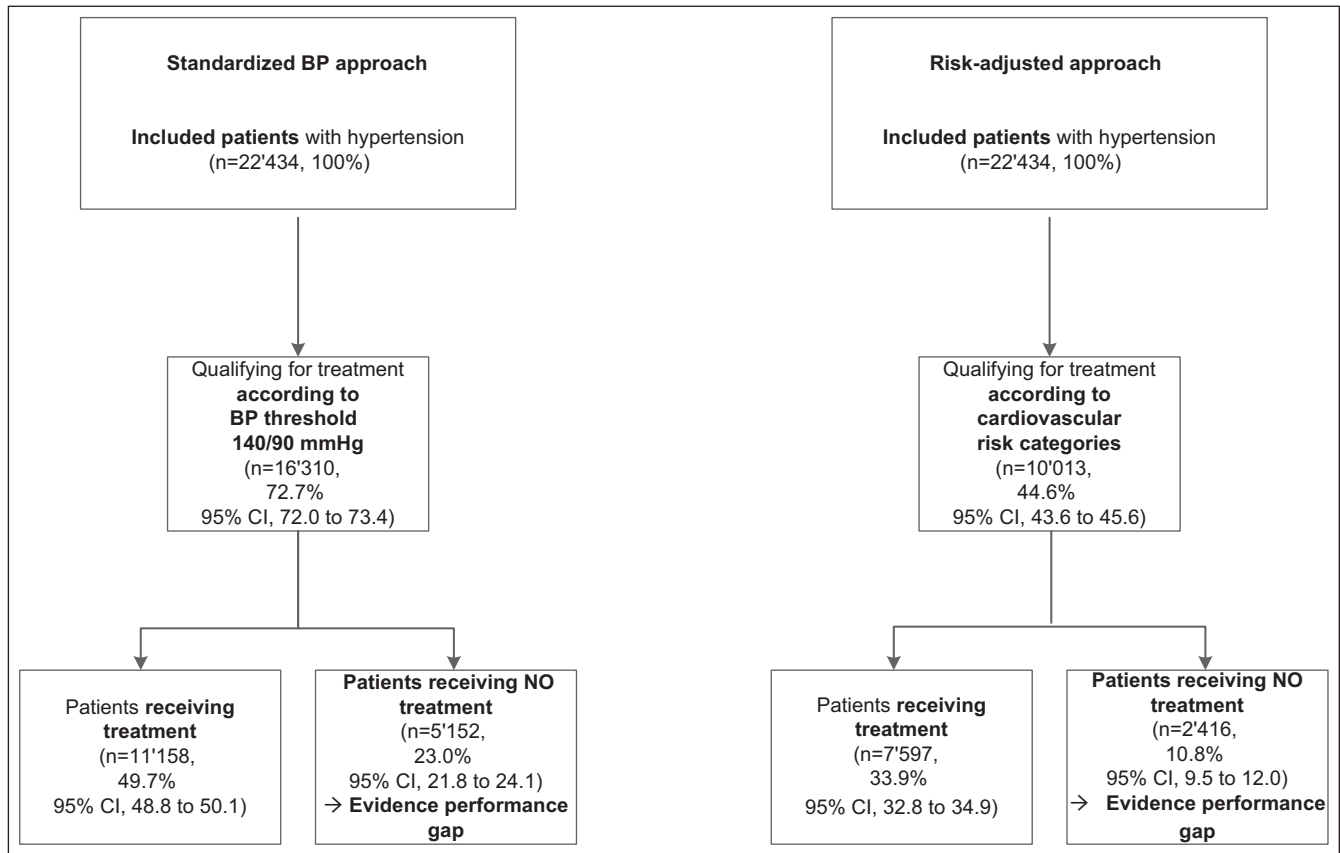 Standardized BP approach
Included patients with hypertension
(n=22'434, 100%)
Qualifying for treatment
according to
BP threshold
140/90 mmHg
(n=16'310,
72.7%
95% CI, 72.0 to 73.4)
Patients receiving
treatment
(n=11'158,
49.7%
95% CI, 48.8 to 50.1)
Patients receiving NO
treatment
(n=5'152,
23.0%
95% CI, 21.8 to 24.1)
→ Evidence performance
gap
Risk-adjusted approach
Included patients with hypertension
(n=22'434, 100%)
Qualifying for treatment
according to
cardiovascular
risk categories
(n=10'013,
44.6%
95% CI, 43.6 to 45.6)
Patients receiving
treatment
(n=7'597,
33.9%
95% CI, 32.8 to 34.9)
Patients receiving NO
treatment
(n=2'416,
10.8%
95% CI, 9.5 to 12.0)
→ Evidence performance
gap